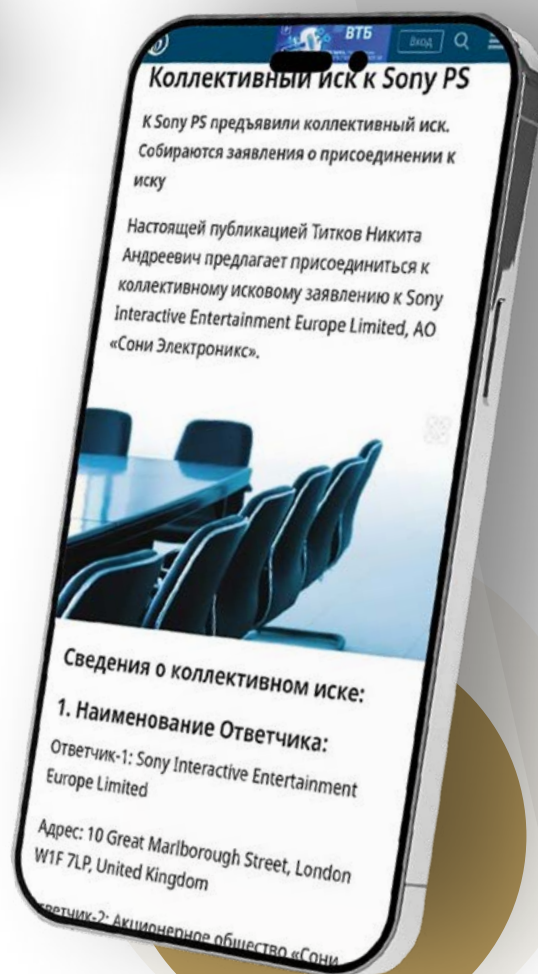 ВТБ
Вход
Коллективный иск к Sony PS
К Sony PS предъявили коллективный иск.
Собираются заявления о присоединении к
иску
Настоящей публикацией Титков Никита
Андреевич предлагает присоединиться к
коллективному исковому заявлению к Sony
Interactive Entertainment Europe Limited, АО
«Сони Электроникс».
Сведения о коллективном иске:
1. Наименование Ответчика:
Ответчик-1: Sony Interactive Entertainment
Europe Limited
Адрес: 10 Great Marlborough Street, London
W1F 7LP, United Kingdom
ветчик-2: Акционерное общество «Сони